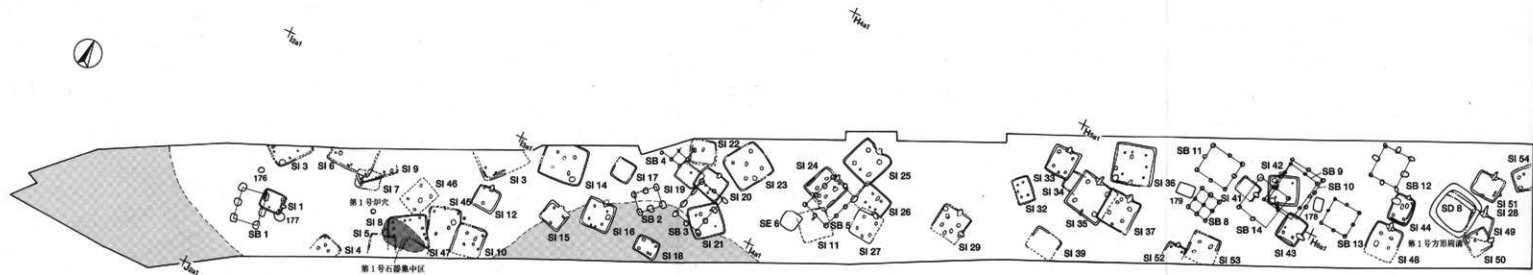 I2a1
H4a1
I3a1
H5a1
SI 3
SI 6
SI 9
SI 7
第1号炉穴
176
SI 1
177
SB 1
SI 46
SI 8
SI 5
SI 4
SI 45
SI 12
SI 47
SI 10
第1号石器集中区
J2a1
SI 3
SI 14
SI 17
SI 15
SI 16
SI 18
SB 4
SI 22
SI 19
SI 20
SI 23
SB 2
SB 3
SI 21
I4a1
SI 24
SI 25
SE 6
SB 5
SI 11
SI 26
SI 27
SI 29
SI 33
SI 34
SI 32
SI 35
SI 36
SI 37
SI 39
SB 11
179
SB 8
SI 41
SI 42
SB 9
SB 10
178
SB 14
SI 43
SB 13
SI 52
SI 53
SB 12
SI 44
SI 48
SD 8
第1号方形周溝
SI 54
SI 51
SI 28
SI 49
SI 50